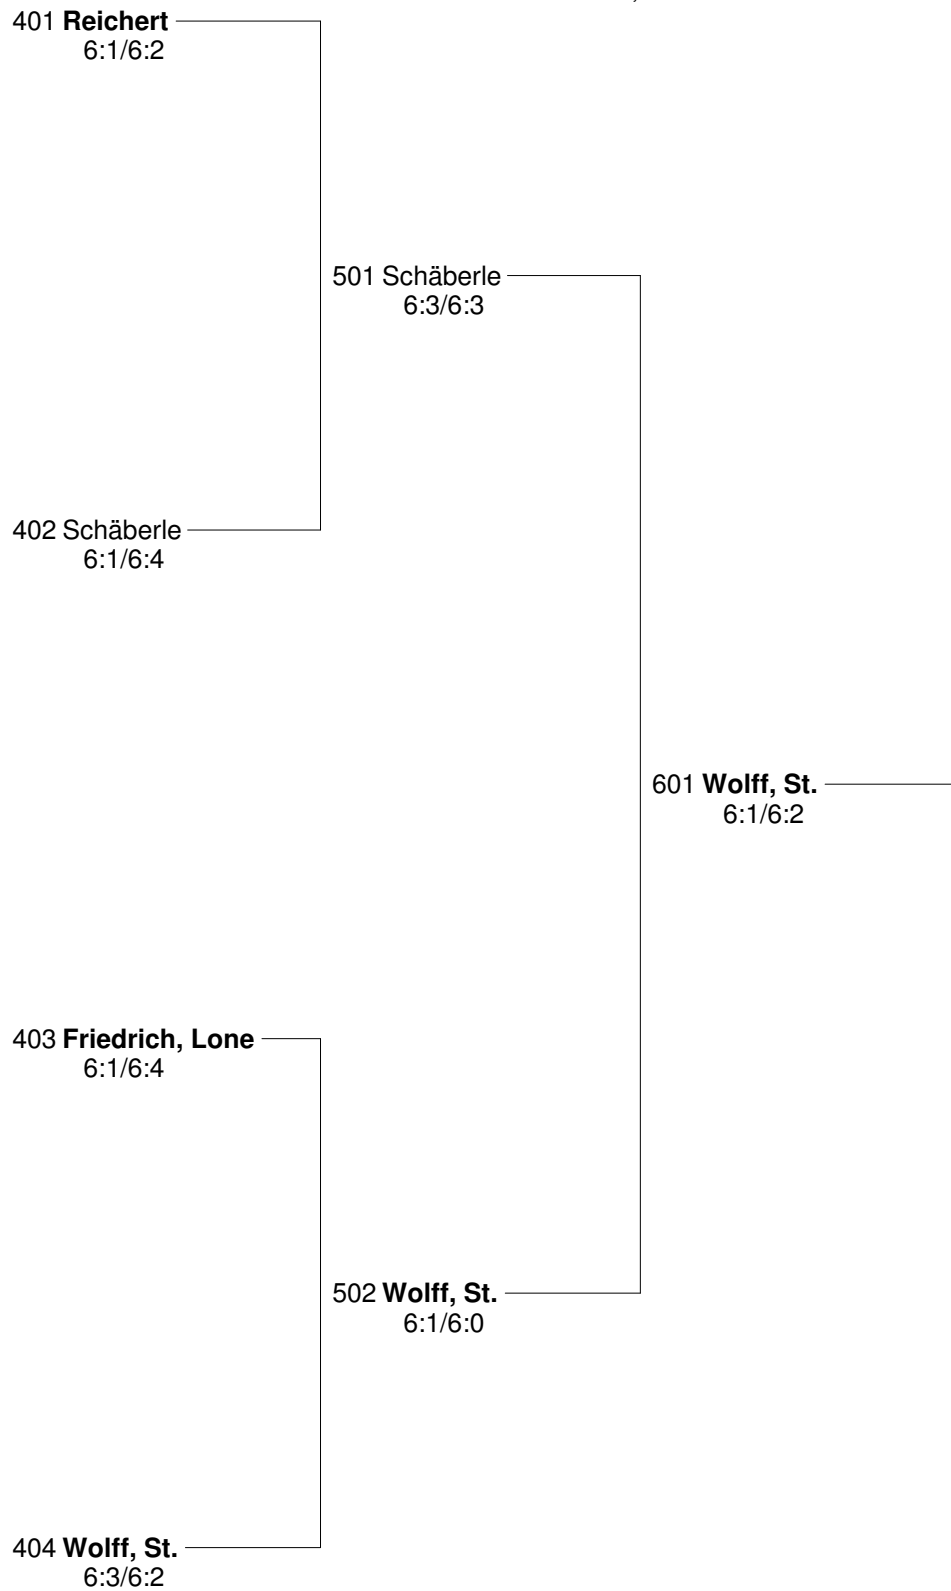 401 Reichert
6:1/6:2
501 Schäberle
6:3/6:3
402 Schäberle
6:1/6:4
601 Wolff, St.
6:1/6:2
403 Friedrich, Lone
6:1/6:4
502 Wolff, St.
6:1/6:0
404 Wolff, St.
6:3/6:2